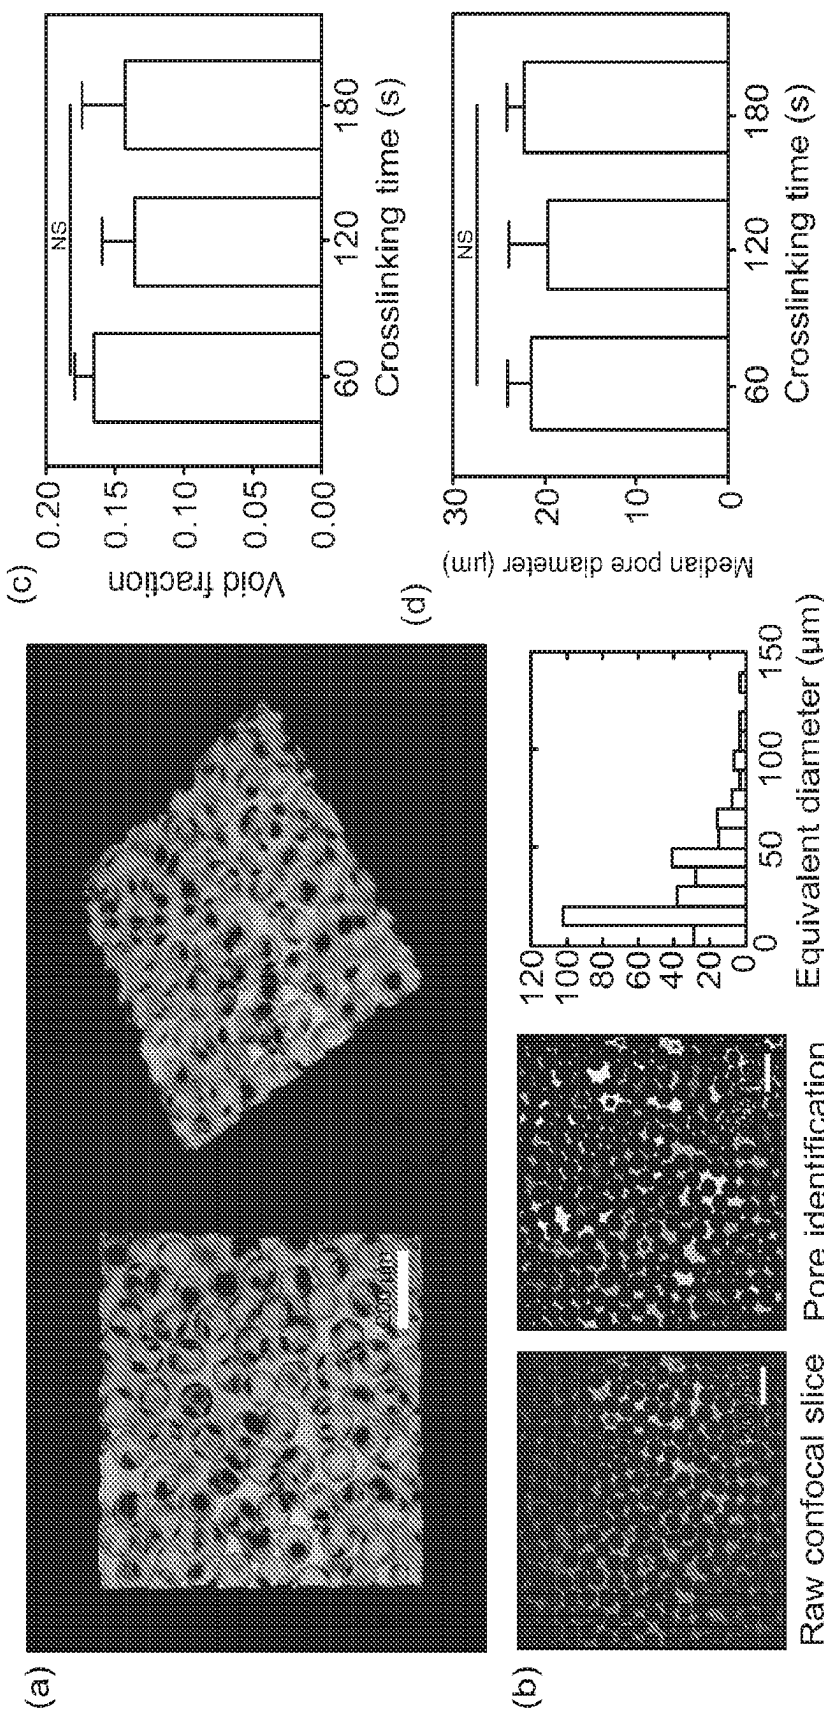 (a)
200 µm
(b)
Raw confocal slice
Pore identification
120
100
80
60
40
20
0
0
50
100
150
Equivalent diameter (µm)
(c)
Void fraction
0.20
0.15
0.10
0.05
0.00
NS
60
120
180
Crosslinking time (s)
(d)
Median pore diameter (µm)
30
20
10
0
NS
60
120
180
Crosslinking time (s)